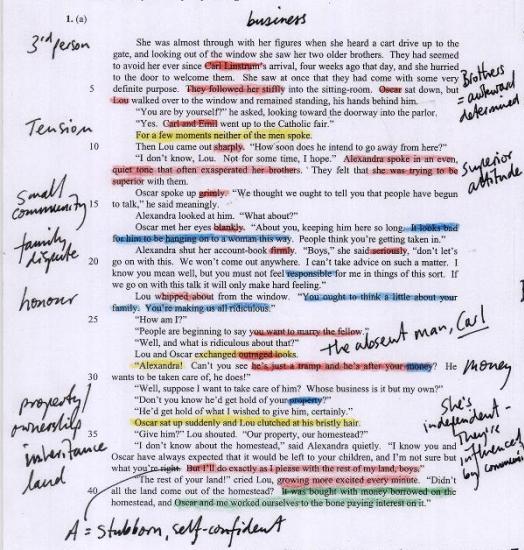 1. (a)
business
3rd person
She was almost through with her figures when she heard a cart drive up to the
gate, and looking out of the window she saw her two older brothers. They had seemed
to avoid her ever since Carl Linstrum's arrival, four weeks ago that day, and she hurried
to the door to welcome them. She saw at once that they had come with some very
5 definite purpose. They followed her stiffly into the sitting-room. Oscar sat down, but
Lou walked over to the window and remained standing, his hands behind him.
Brothers
= awkward
determined
"You are by yourself?" he asked, looking toward the doorway into the parlor.
"Yes. Carl and Emil went up to the Catholic fair."
Tension
For a few moments neither of the men spoke.
10 Then Lou came out sharply. "How soon does he intend to go away from here?"
"I don't know, Lou. Not for some time, I hope." Alexandra spoke in an even,
quiet tone that often exasperated her brothers. They felt that she was trying to be
superior with them.
superior
attitude
Oscar spoke up grimly. "We thought we ought to tell you that people have begun
15 to talk," he said meaningly.
small
community
Alexandra looked at him. "What about?"
Oscar met her eyes blankly. "About you, keeping him here so long. It looks bad
for him to be hanging on to a woman this way. People think you're getting taken in."
family
dispute
Alexandra shut her account-book firmly. "Boys," she said seriously, "don't let's
20 go on with this. We won't come out anywhere. I can't take advice on such a matter. I
know you mean well, but you must not feel responsible for me in things of this sort. If
we go on with this talk it will only make hard feeling."
honour
Lou whipped about from the window. "You ought to think a little about your
family. You're making us all ridiculous."
25 "How am I?"
"People are beginning to say you want to marry the fellow."
"Well, and what is ridiculous about that?"
the absent man, Carl
Lou and Oscar exchanged outraged looks.
"Alexandra! Can't you see he's just a tramp and he's after your money? He
30 wants to be taken care of, he does!"
Money
"Well, suppose I want to take care of him? Whose business is it but my own?"
"Don't you know he'd get hold of your property?"
"He'd get hold of what I wished to give him, certainly."
Oscar sat up suddenly and Lou clutched at his bristly hair.
35 "Give him?" Lou shouted. "Our property, our homestead?"
property/
ownership
inheritance
land
She's
independent -
They're
influenced
by
"I don't know about the homestead," said Alexandra quietly. "I know you and
Oscar have always expected that it would be left to your children, and I'm not sure but
what you're right. But I'll do exactly as I please with the rest of my land, boys."
"The rest of your land!" cried Lou, growing more excited every minute. "Didn't
40 all the land come out of the homestead? It was bought with money borrowed on the
homestead, and Oscar and me worked ourselves to the bone paying interest on it."
A = stubborn, self-confident